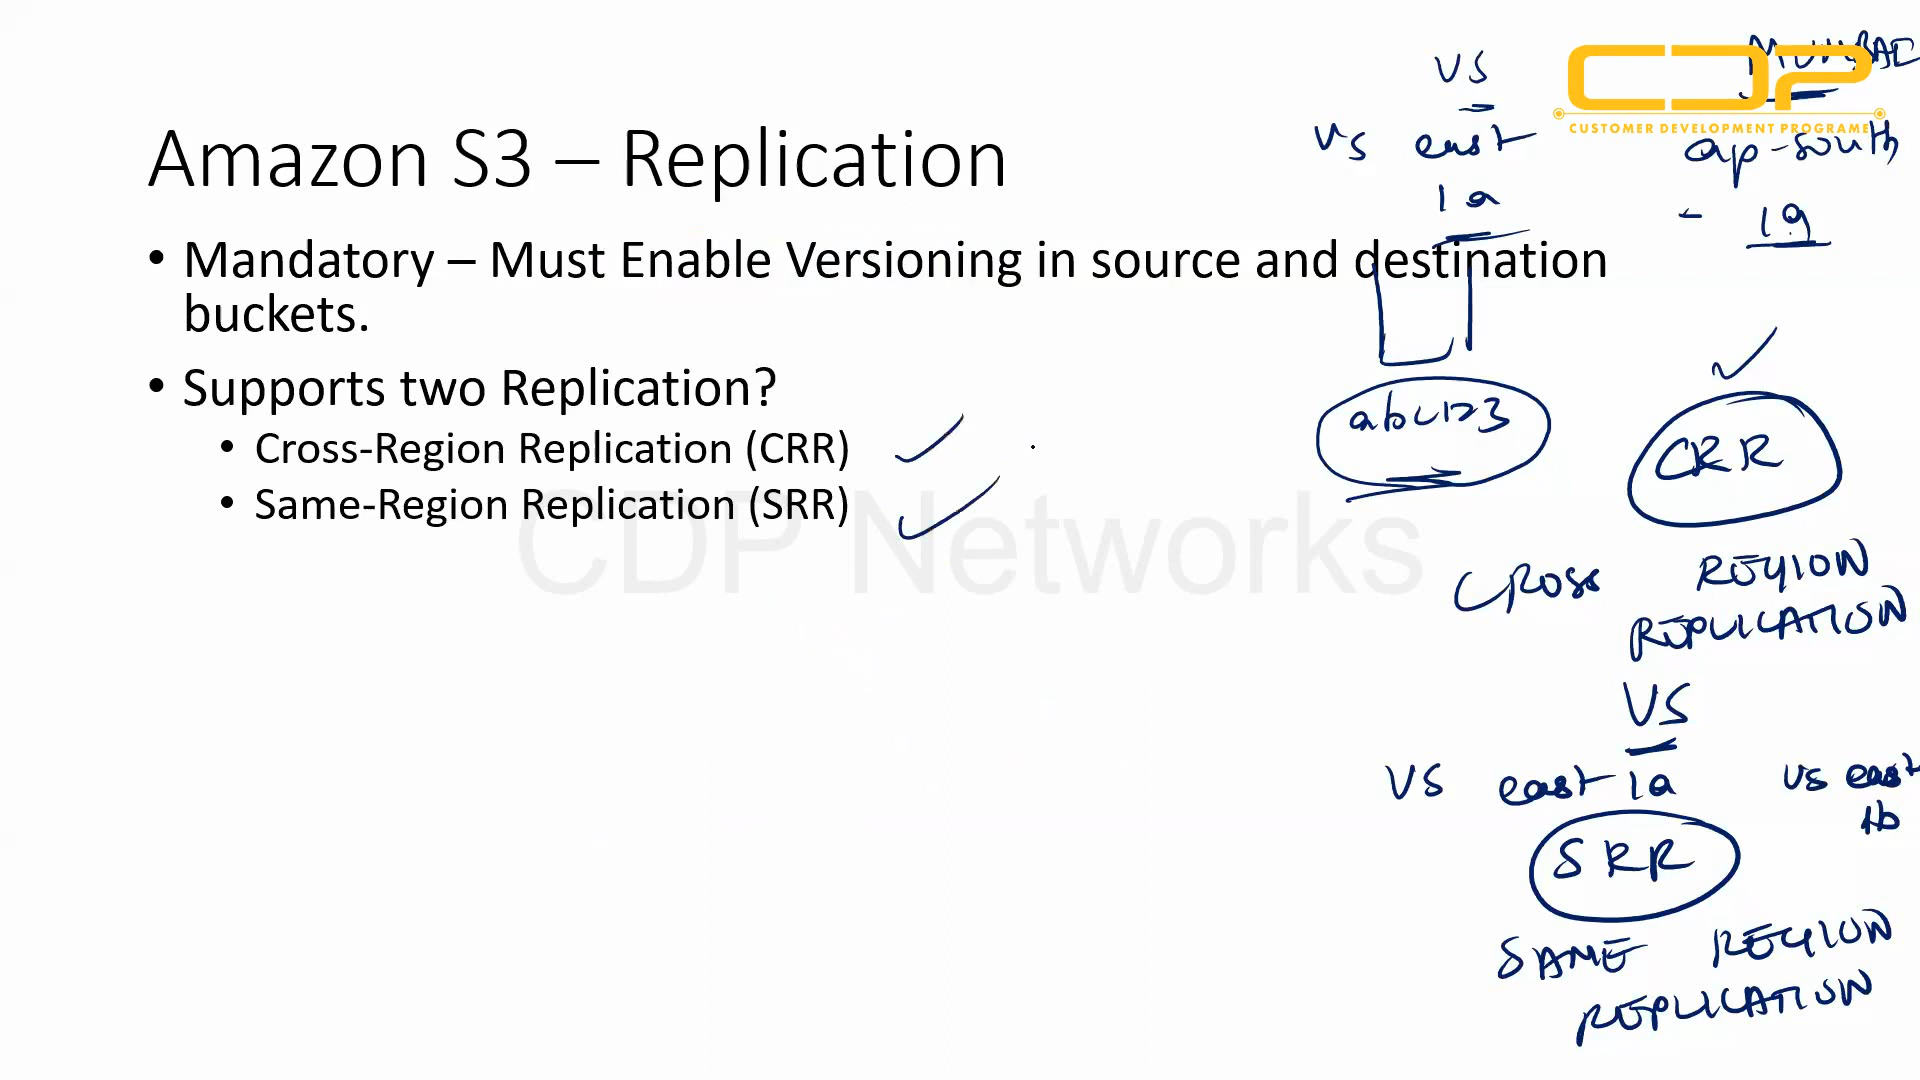 Amazon S3 – Replication
• Mandatory – Must Enable Versioning in source and destination
buckets.
• Supports two Replication?
• Cross-Region Replication (CRR)
• Same-Region Replication (SRR)
CDP Networks
CDP
CUSTOMER DEVELOPMENT PROGRAME
US
US east
1a
MUMBAI
ap-south
- 1a
abc123
CRR
CROSS REGION
REPLICATION
US
US east 1a
US east
1b
SRR
SAME REGION
REPLICATION